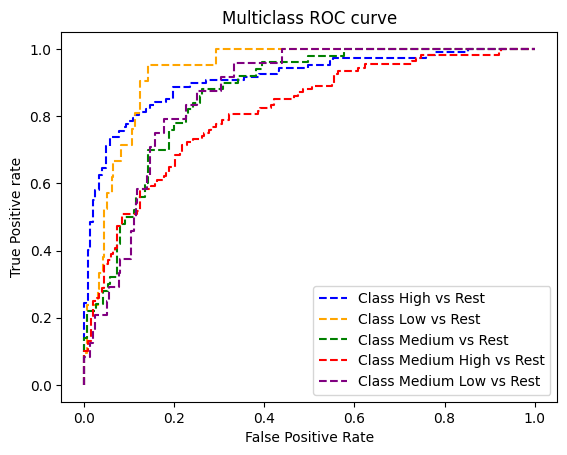 Multiclass ROC curve
True Positive rate
1.0
0.8
0.6
0.4
0.2
0.0
Class High vs Rest
Class Low vs Rest
Class Medium vs Rest
Class Medium High vs Rest
Class Medium Low vs Rest
0.0 0.2 0.4 0.6 0.8 1.0
False Positive Rate